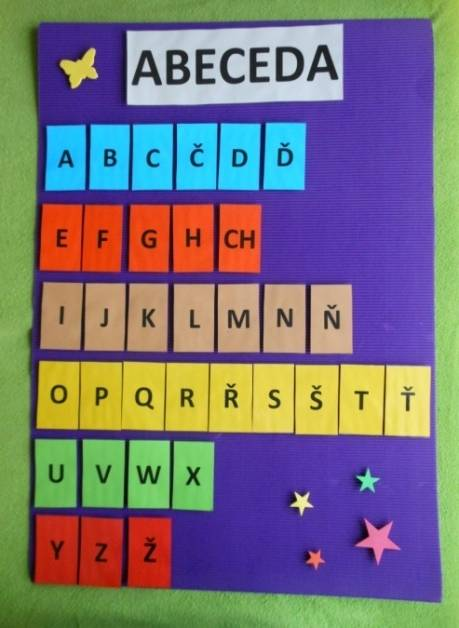 ABECEDA
A B C Č D Ď
E F G H CH
I J K L M N Ň
O P Q R Ř S Š T Ť
U V W X
Y Z Ž